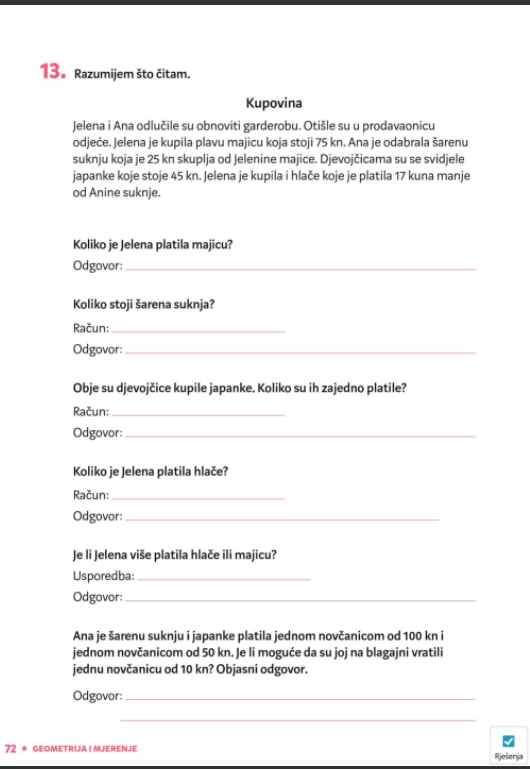 13. Razumijem što čitam.
Kupovina
Jelena i Ana odlučile su obnoviti garderobu. Otišle su u prodavaonicu
odjeće. Jelena je kupila plavu majicu koja stoji 75 kn. Ana je odabrala šarenu
suknju koja je 25 kn skuplja od Jelenine majice. Djevojčicama su se svidjele
japanke koje stoje 45 kn. Jelena je kupila i hlače koje je platila 17 kuna manje
od Anine suknje.
Koliko je Jelena platila majicu?
Odgovor:
Koliko stoji šarena suknja?
Račun:
Odgovor:
Obje su djevojčice kupile japanke. Koliko su ih zajedno platile?
Račun:
Odgovor:
Koliko je Jelena platila hlače?
Račun:
Odgovor:
Je li Jelena više platila hlače ili majicu?
Usporedba:
Odgovor:
Ana je šarenu suknju i japanke platila jednom novčanicom od 100 kn i
jednom novčanicom od 50 kn. Je li moguće da su joj na blagajni vratili
jednu novčanicu od 10 kn? Objasni odgovor.
Odgovor:
72 ★ GEOMETRIJA I MJERENJE
Rješenja